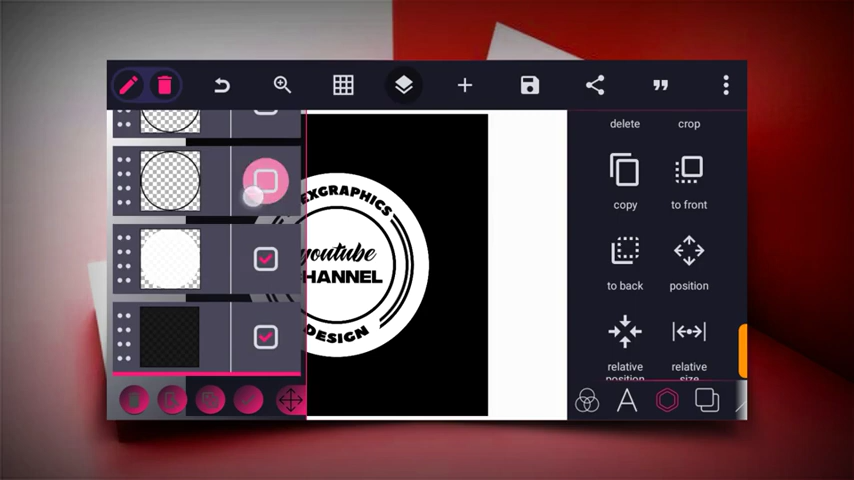 EXGRAPHICS
youtube
CHANNEL
DESIGN
delete
crop
copy
to front
to back
position
relative position
relative size